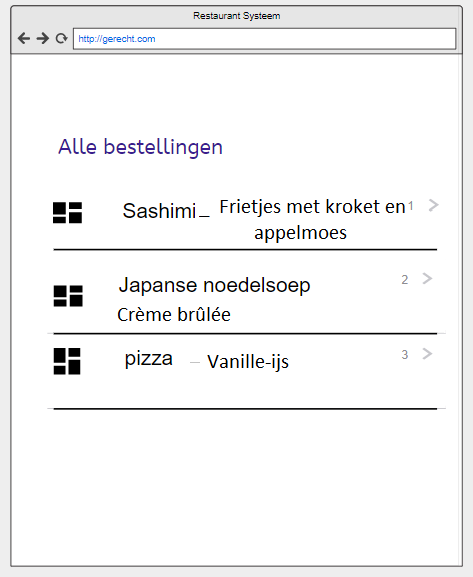 Restaurant Systeem
http://gerecht.com
Alle bestellingen
Sashimi_ Frietjes met kroket en 1
appelmoes
Japanse noedelsoep 2
Crème brûlée
pizza – Vanille-ijs 3